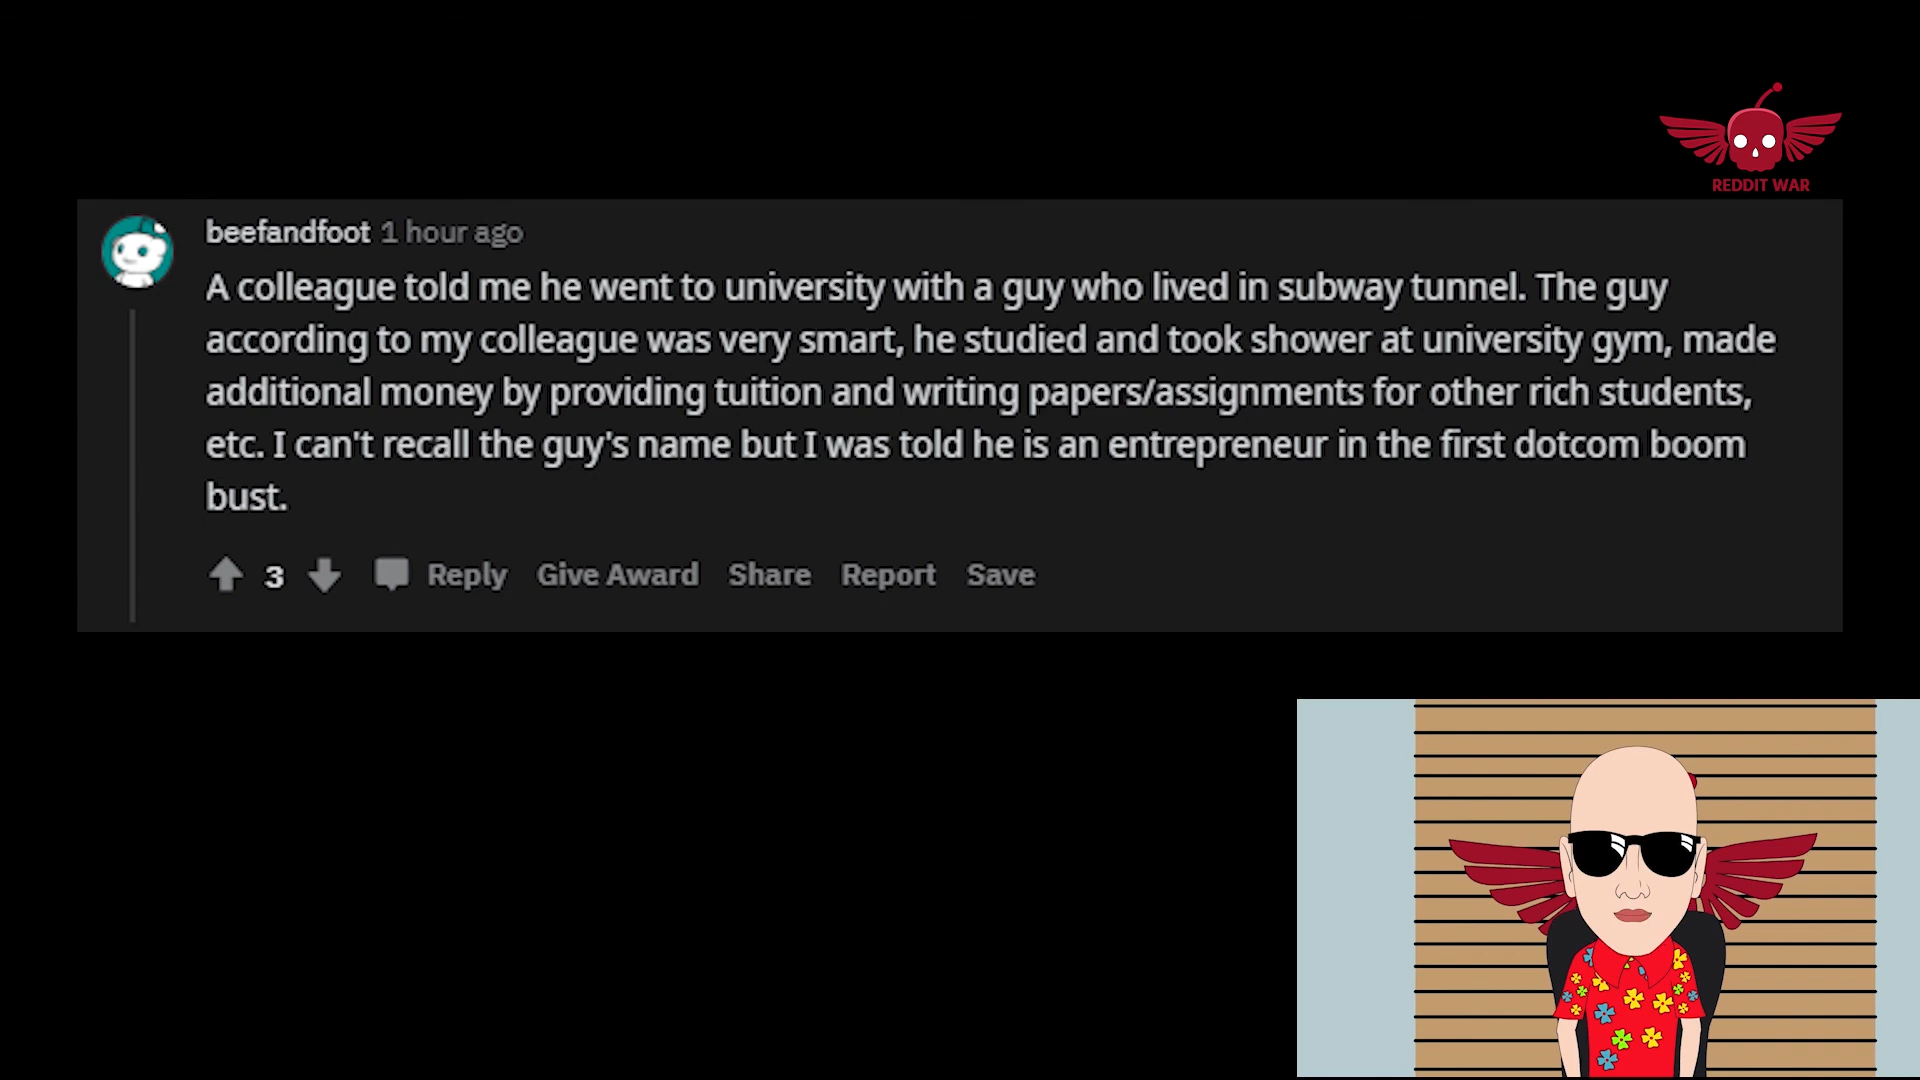 REDDIT WAR
beefandfoot 1 hour ago
A colleague told me he went to university with a guy who lived in subway tunnel. The guy
according to my colleague was very smart, he studied and took shower at university gym, made
additional money by providing tuition and writing papers/assignments for other rich students,
etc. I can't recall the guy's name but I was told he is an entrepreneur in the first dotcom boom
bust.
3 Reply Give Award Share Report Save